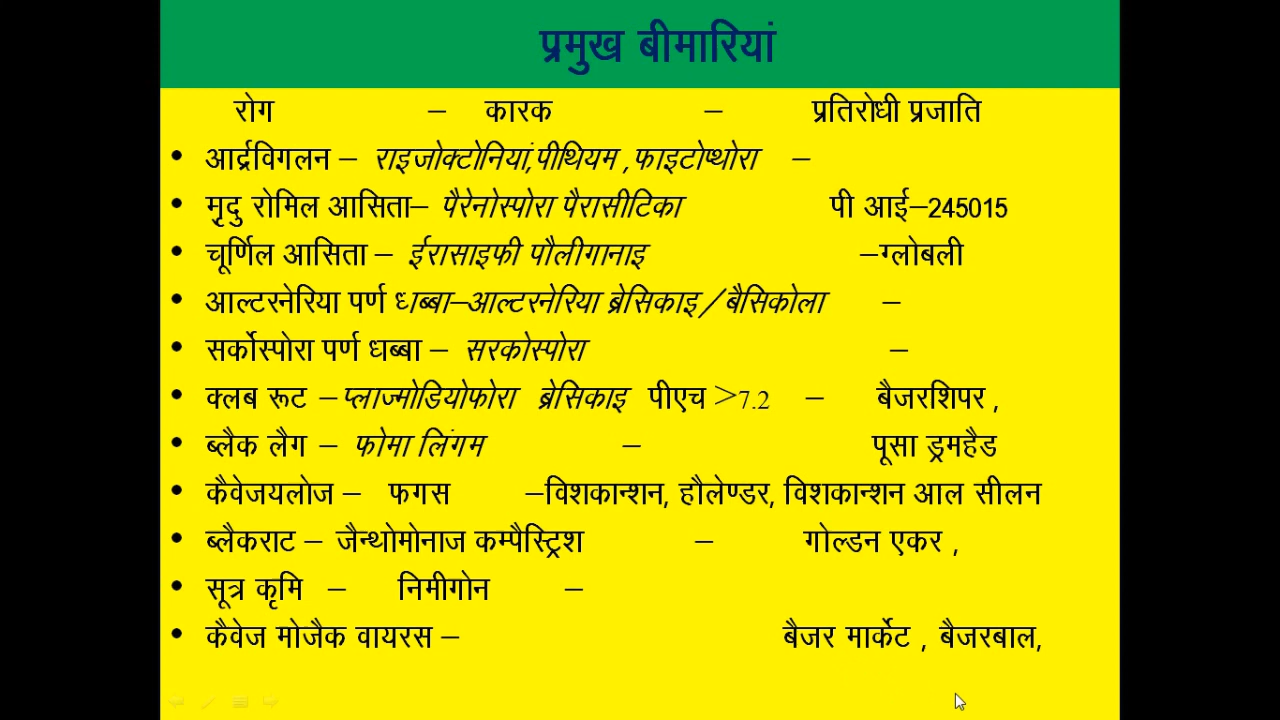 प्रमुख बीमारियां
रोग – कारक – प्रतिरोधी प्रजाति
• आर्द्रविगलन – राइजोक्टोनियां,पीथियम ,फाइटोप्थोरा –
• मृदु रोमिल आसिता– पैरेनोस्पोरा पैरासीटिका पी आई–245015
• चूर्णिल आसिता – ईरासाइफी पौलीगानाइ –ग्लोबली
• आल्टरनेरिया पर्ण धब्बा–आल्टरनेरिया ब्रेसिकाइ/बैसिकोला –
• सर्कोस्पोरा पर्ण धब्बा – सरकोस्पोरा –
• क्लब रूट –प्लाज्मोडियोफोरा ब्रेसिकाइ पीएच >7.2 – बैजरशिपर ,
• ब्लैक लैग – फोमा लिंगम – पूसा ड्रमहैड
• कैवेजयलोज – फगस –विशकान्शन, हौलेण्डर, विशकान्शन आल सीलन
• ब्लैकराट – जैन्थोमोनाज कम्पैस्ट्रिश – गोल्डन एकर ,
• सूत्र कृमि – निमीगोन –
• कैवेज मोजैक वायरस – बैजर मार्केट , बैजरबाल,